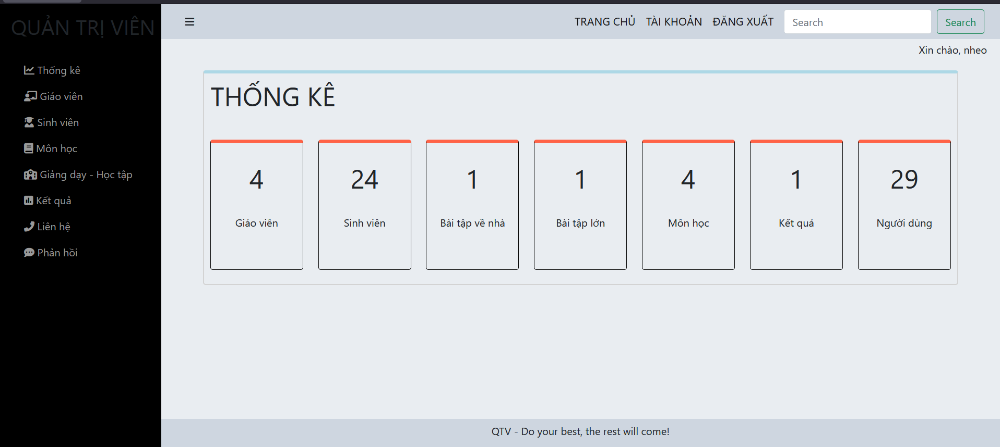 QUẢN TRỊ VIÊN
Thống kê
Giáo viên
Sinh viên
Môn học
Giảng dạy - Học tập
Kết quả
Liên hệ
Phản hồi
TRANG CHỦ TÀI KHOẢN ĐĂNG XUẤT Search Search
Xin chào, nheo
THỐNG KÊ
4 24 1 1 4 1 29
Giáo viên Sinh viên Bài tập về nhà Bài tập lớn Môn học Kết quả Người dùng
QTV - Do your best, the rest will come!